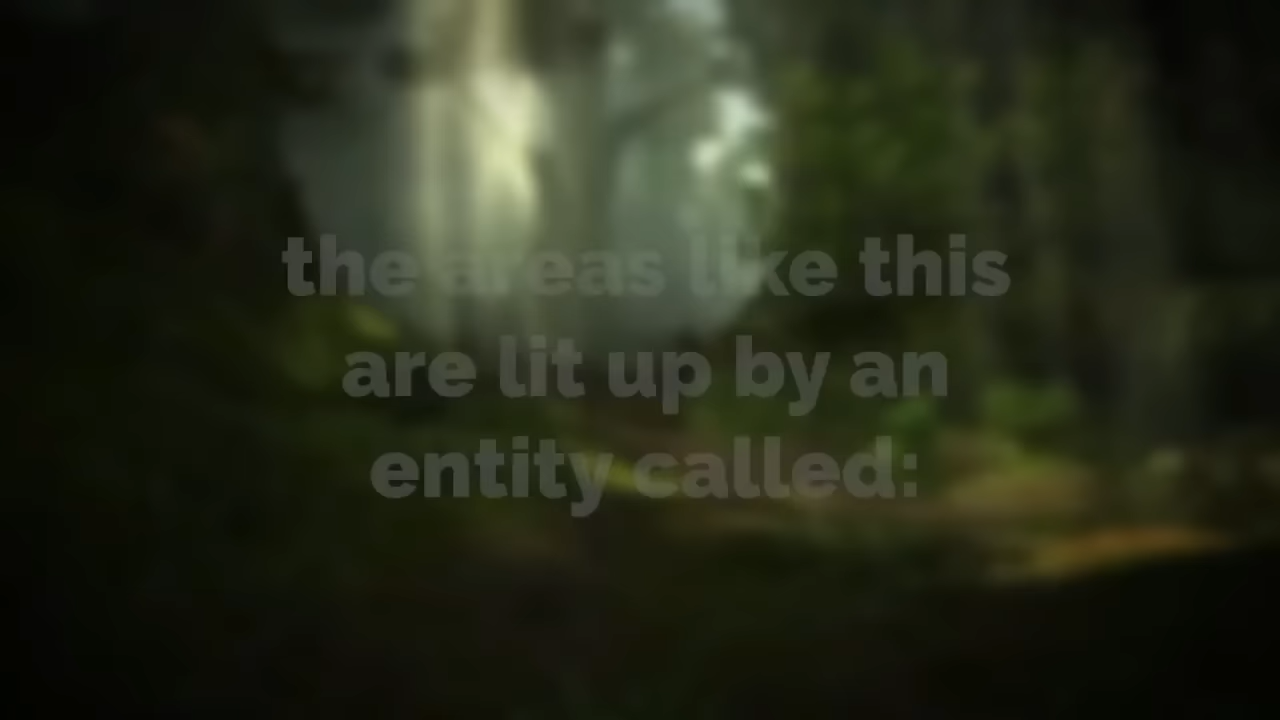 the areas like this
are lit up by an
entity called: